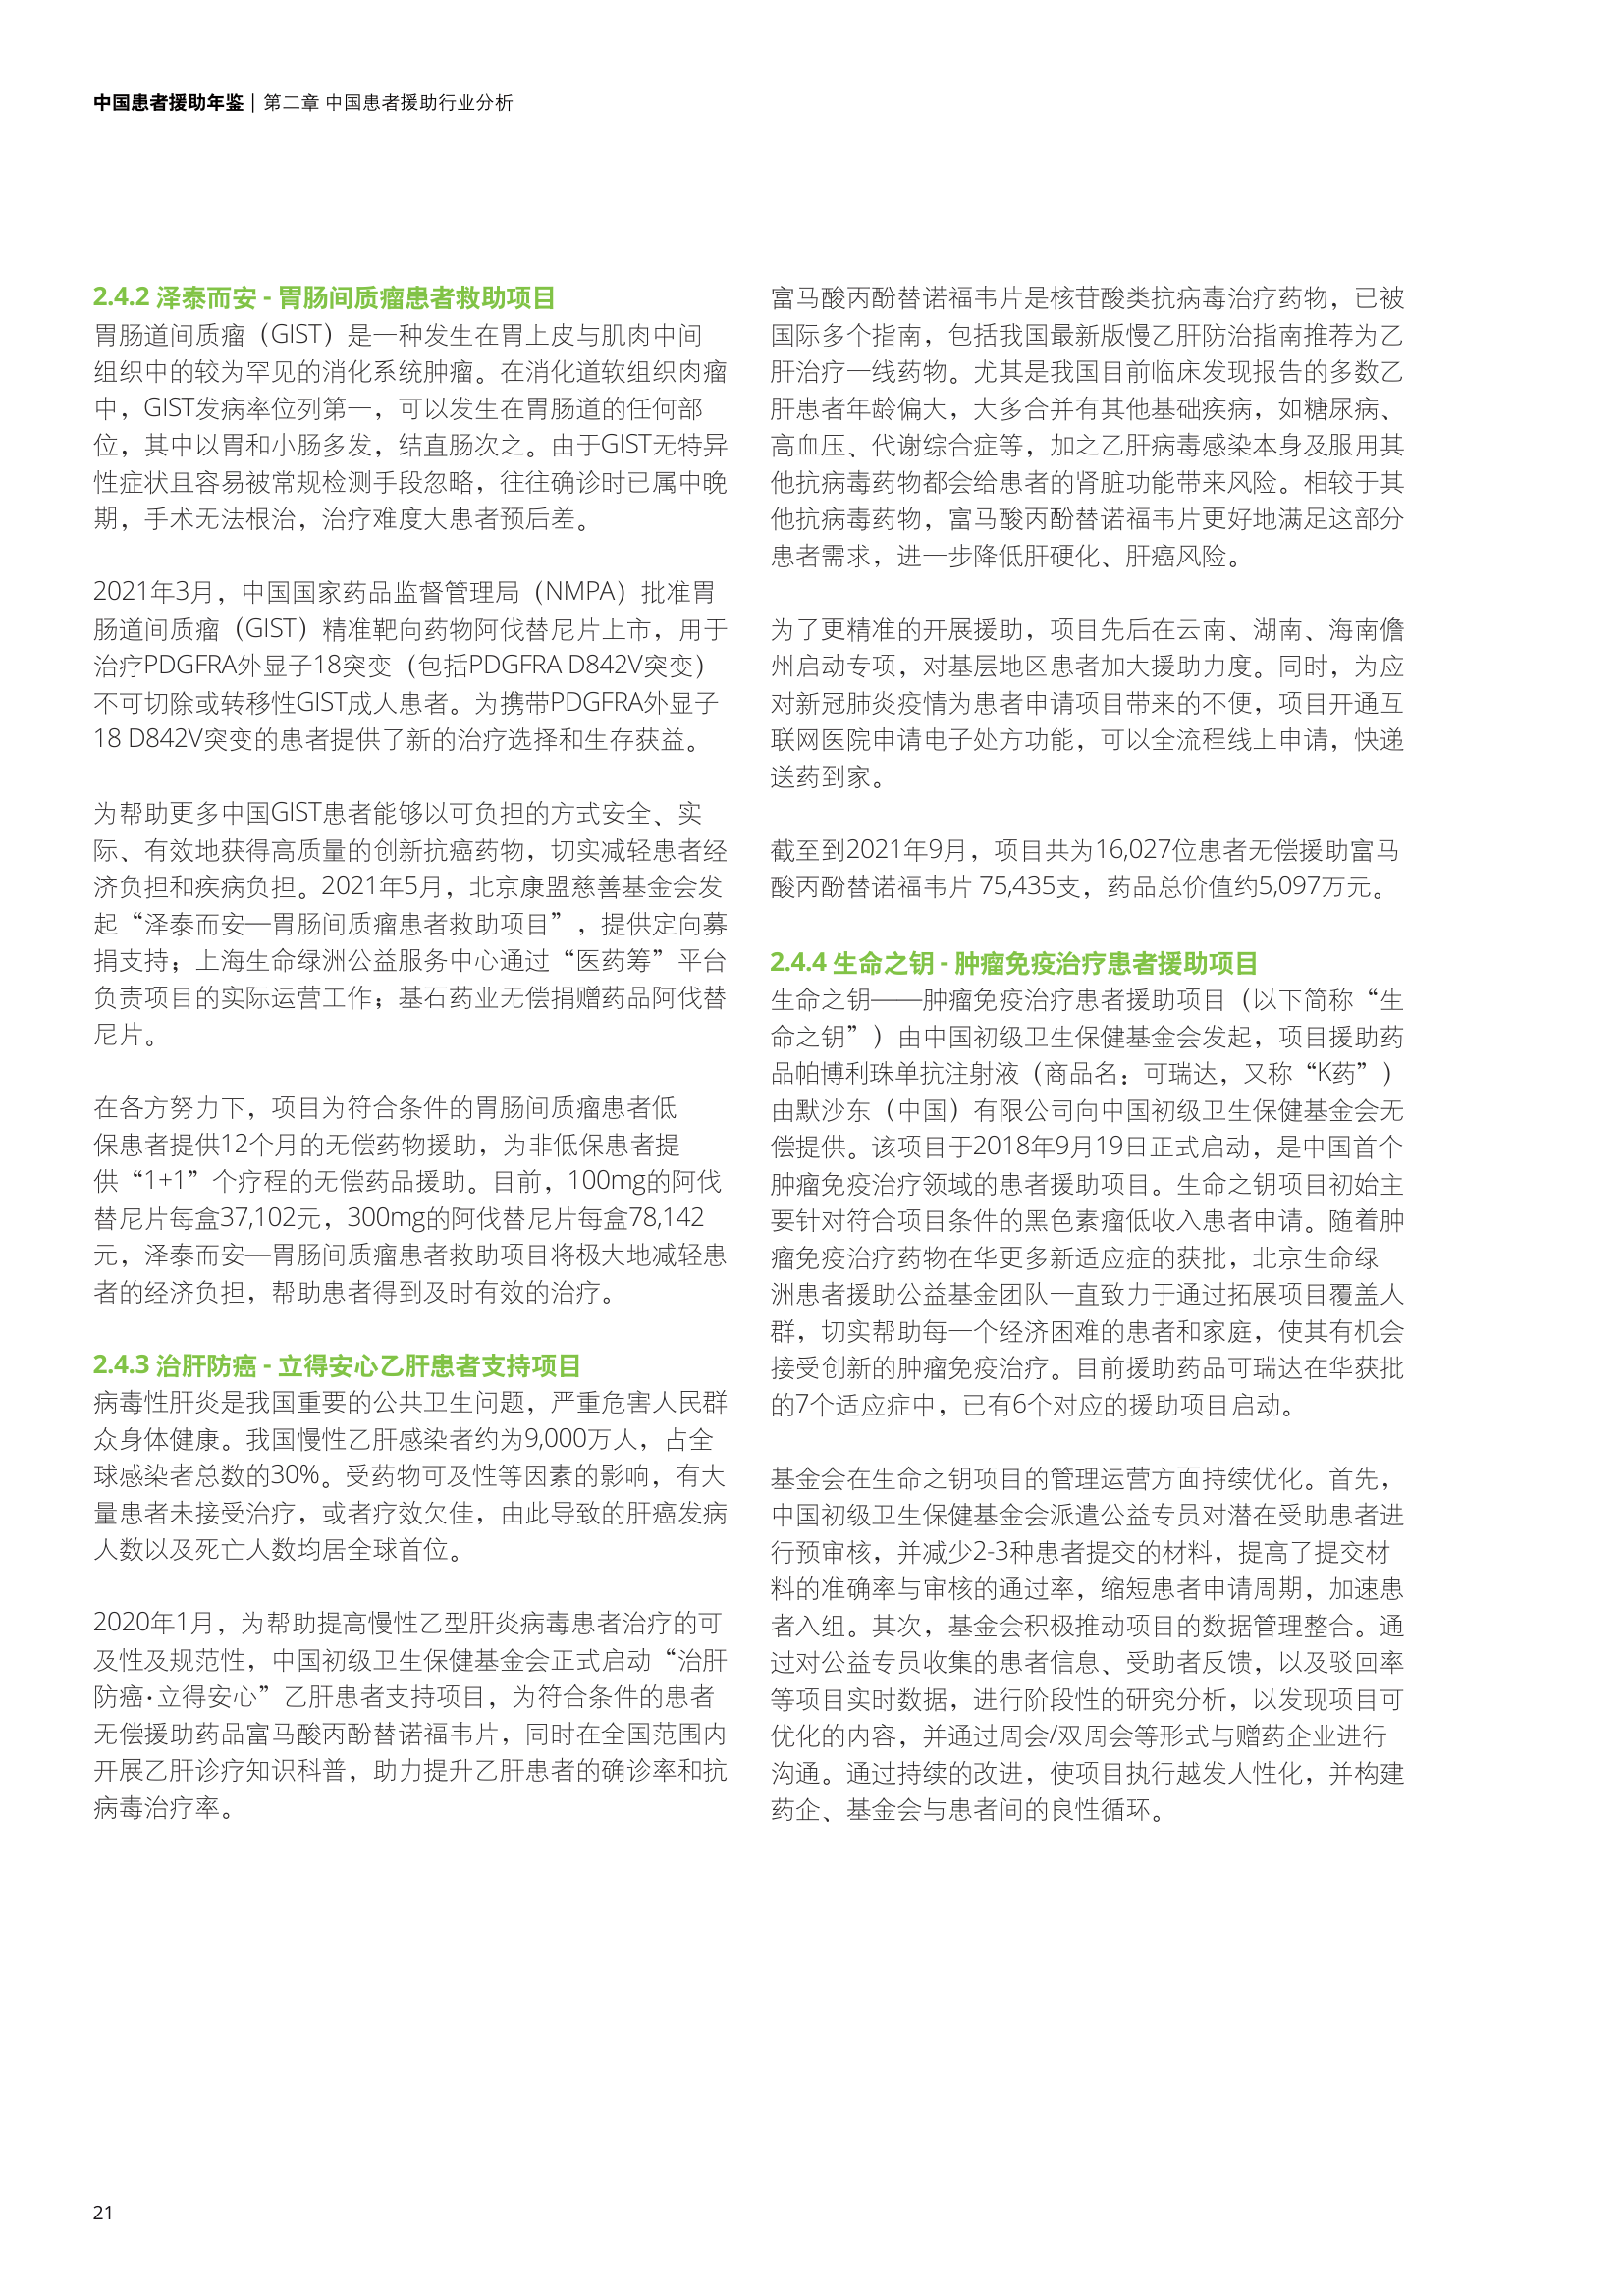 中国患者援助年鉴 | 第二章 中国患者援助行业分析
2.4.2 泽泰而安 - 胃肠间质瘤患者救助项目
胃肠道间质瘤（GIST）是一种发生在胃上皮与肌肉中间
组织中的较为罕见的消化系统肿瘤。在消化道软组织肉瘤
中，GIST发病率位列第一，可以发生在胃肠道的任何部
位，其中以胃和小肠多发，结直肠次之。由于GIST无特异
性症状且容易被常规检测手段忽略，往往确诊时已属中晚
期，手术无法根治，治疗难度大患者预后差。
2021年3月，中国国家药品监督管理局（NMPA）批准胃
肠道间质瘤（GIST）精准靶向药物阿伐替尼片上市，用于
治疗PDGFRA外显子18突变（包括PDGFRA D842V突变）
不可切除或转移性GIST成人患者。为携带PDGFRA外显子
18 D842V突变的患者提供了新的治疗选择和生存获益。
为帮助更多中国GIST患者能够以可负担的方式安全、实
际、有效地获得高质量的创新抗癌药物，切实减轻患者经
济负担和疾病负担。2021年5月，北京康盟慈善基金会发
起“泽泰而安—胃肠间质瘤患者救助项目”，提供定向募
捐支持；上海生命绿洲公益服务中心通过“医药筹”平台
负责项目的实际运营工作；基石药业无偿捐赠药品阿伐替
尼片。
在各方努力下，项目为符合条件的胃肠间质瘤患者低
保患者提供12个月的无偿药物援助，为非低保患者提
供“1+1”个疗程的无偿药品援助。目前，100mg的阿伐
替尼片每盒37,102元，300mg的阿伐替尼片每盒78,142
元，泽泰而安—胃肠间质瘤患者救助项目将极大地减轻患
者的经济负担，帮助患者得到及时有效的治疗。
2.4.3 治肝防癌 - 立得安心乙肝患者支持项目
病毒性肝炎是我国重要的公共卫生问题，严重危害人民群
众身体健康。我国慢性乙肝感染者约为9,000万人，占全
球感染者总数的30%。受药物可及性等因素的影响，有大
量患者未接受治疗，或者疗效欠佳，由此导致的肝癌发病
人数以及死亡人数均居全球首位。
2020年1月，为帮助提高慢性乙型肝炎病毒患者治疗的可
及性及规范性，中国初级卫生保健基金会正式启动“治肝
防癌·立得安心”乙肝患者支持项目，为符合条件的患者
无偿援助药品富马酸丙酚替诺福韦片，同时在全国范围内
开展乙肝诊疗知识科普，助力提升乙肝患者的确诊率和抗
病毒治疗率。
富马酸丙酚替诺福韦片是核苷酸类抗病毒治疗药物，已被
国际多个指南，包括我国最新版慢乙肝防治指南推荐为乙
肝治疗一线药物。尤其是我国目前临床发现报告的多数乙
肝患者年龄偏大，大多合并有其他基础疾病，如糖尿病、
高血压、代谢综合症等，加之乙肝病毒感染本身及服用其
他抗病毒药物都会给患者的肾脏功能带来风险。相较于其
他抗病毒药物，富马酸丙酚替诺福韦片更好地满足这部分
患者需求，进一步降低肝硬化、肝癌风险。
为了更精准的开展援助，项目先后在云南、湖南、海南儋
州启动专项，对基层地区患者加大援助力度。同时，为应
对新冠肺炎疫情为患者申请项目带来的不便，项目开通互
联网医院申请电子处方功能，可以全流程线上申请，快递
送药到家。
截至到2021年9月，项目共为16,027位患者无偿援助富马
酸丙酚替诺福韦片 75,435支，药品总价值约5,097万元。
2.4.4 生命之钥 - 肿瘤免疫治疗患者援助项目
生命之钥——肿瘤免疫治疗患者援助项目（以下简称“生
命之钥”）由中国初级卫生保健基金会发起，项目援助药
品帕博利珠单抗注射液（商品名：可瑞达，又称“K药”）
由默沙东（中国）有限公司向中国初级卫生保健基金会无
偿提供。该项目于2018年9月19日正式启动，是中国首个
肿瘤免疫治疗领域的患者援助项目。生命之钥项目初始主
要针对符合项目条件的黑色素瘤低收入患者申请。随着肿
瘤免疫治疗药物在华更多新适应症的获批，北京生命绿
洲患者援助公益基金团队一直致力于通过拓展项目覆盖人
群，切实帮助每一个经济困难的患者和家庭，使其有机会
接受创新的肿瘤免疫治疗。目前援助药品可瑞达在华获批
的7个适应症中，已有6个对应的援助项目启动。
基金会在生命之钥项目的管理运营方面持续优化。首先，
中国初级卫生保健基金会派遣公益专员对潜在受助患者进
行预审核，并减少2-3种患者提交的材料，提高了提交材
料的准确率与审核的通过率，缩短患者申请周期，加速患
者入组。其次，基金会积极推动项目的数据管理整合。通
过对公益专员收集的患者信息、受助者反馈，以及驳回率
等项目实时数据，进行阶段性的研究分析，以发现项目可
优化的内容，并通过周会/双周会等形式与赠药企业进行
沟通。通过持续的改进，使项目执行越发人性化，并构建
药企、基金会与患者间的良性循环。
21